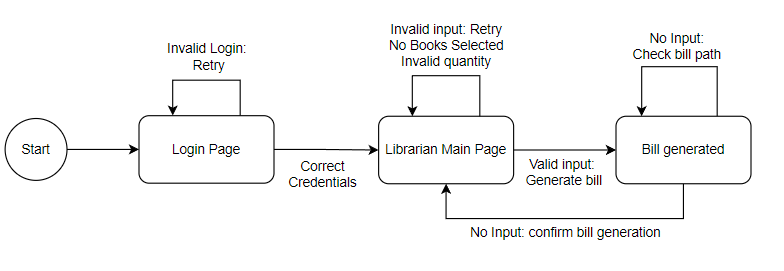 Invalid Login:
Retry
Invalid input: Retry
No Books Selected
Invalid quantity
No Input:
Check bill path
Start
Login Page
Librarian Main Page
Bill generated
Correct
Credentials
Valid input:
Generate bill
No Input: confirm bill generation